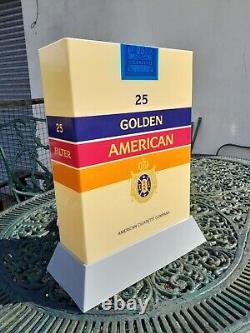 25
GOLDEN
AMERICAN
25
FILTER
AMERICAN CIGARETTE COMPANY